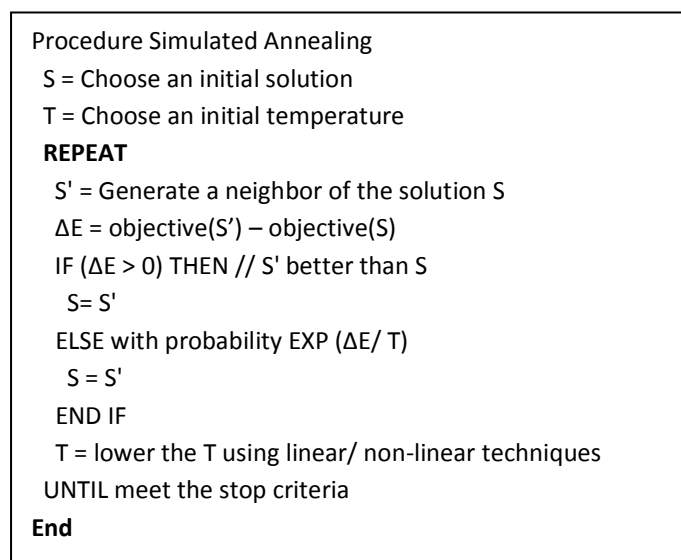 Procedure Simulated Annealing
S = Choose an initial solution
T = Choose an initial temperature
REPEAT
S' = Generate a neighbor of the solution S
ΔE = objective(S’) – objective(S)
IF (ΔE > 0) THEN // S' better than S
S= S'
ELSE with probability EXP (ΔE/ T)
S = S'
END IF
T = lower the T using linear/ non-linear techniques
UNTIL meet the stop criteria
End